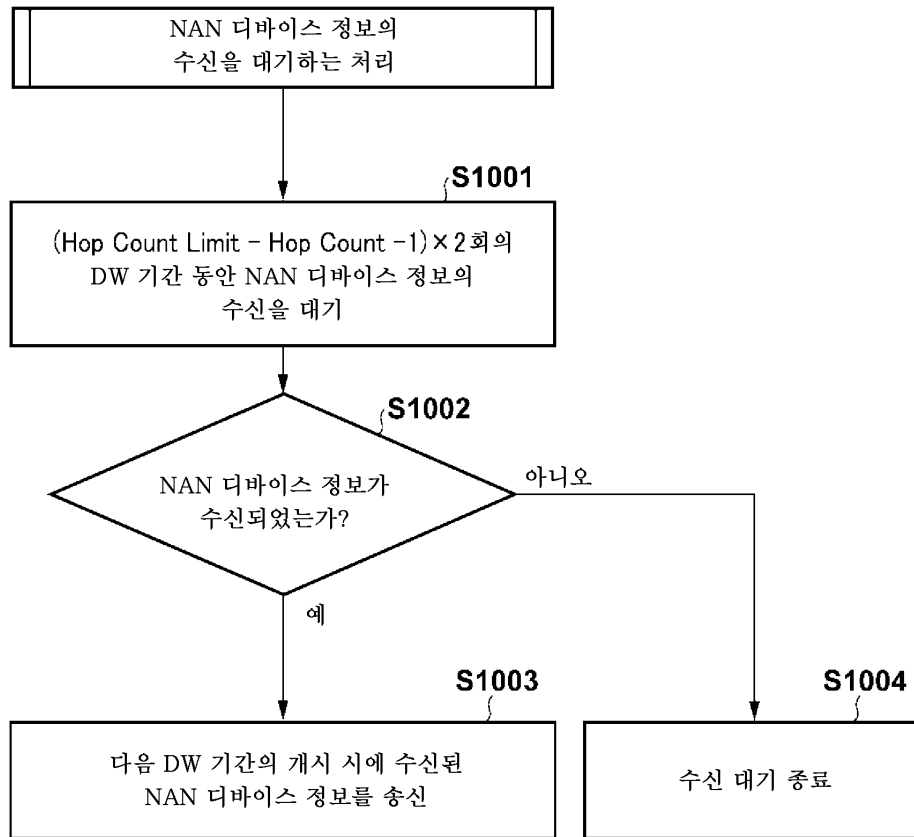 NAN 디바이스 정보의
수신을 대기하는 처리
S1001
(Hop Count Limit - Hop Count -1)×2회의
DW 기간 동안 NAN 디바이스 정보의
수신을 대기
S1002
NAN 디바이스 정보가
수신되었는가?
아니오
예
S1003
다음 DW 기간의 개시 시에 수신된
NAN 디바이스 정보를 송신
S1004
수신 대기 종료